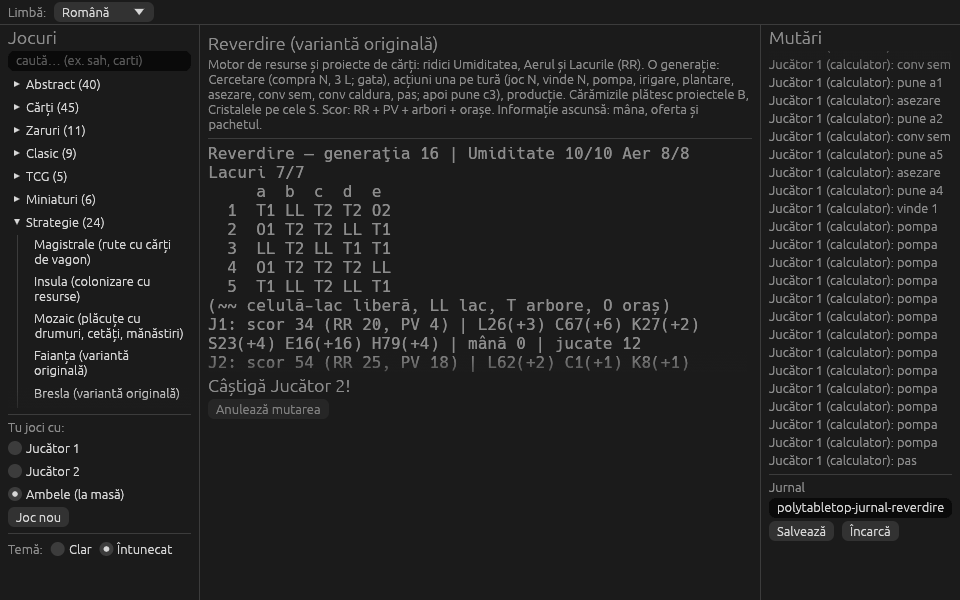 Limbă: Română
Jocuri
caută... (ex. sah, carti)
Abstract (40)
Cărți (45)
Zaruri (11)
Clasic (9)
TCG (5)
Miniaturi (6)
Strategie (24)
Magistrale (rute cu cărți
de vagon)
Insula (colonizare cu
resurse)
Mozaic (plăcuțe cu
drumuri, cetăți, mănăstiri)
Faianța (variantă
originală)
Bresla (variantă originală)
Tu joci cu:
Jucător 1
Jucător 2
Ambele (la masă)
Joc nou
Temă: Clar Întunecat
Reverdire (variantă originală)
Motor de resurse și proiecte de cărți: ridici Umiditatea, Aerul și Lacurile (RR). O generație:
Cercetare (compra N, 3 L; gata), acțiuni una pe tură (joc N, vinde N, pompa, irigare, plantare,
asezare, conv sem, conv caldura, pas; apoi pune c3), producție. Cărămizile plătesc proiectele B,
Cristalele pe cele S. Scor: RR + PV + arbori + orașe. Informație ascunsă: mâna, oferta și
pachetul.
Reverdire — generația 16 | Umiditate 10/10 Aer 8/8
Lacuri 7/7
a b c d e
1 T1 LL T2 T2 O2
2 O1 T2 T2 LL T1
3 LL T2 LL T1 T1
4 O1 T2 T2 T2 LL
5 T1 LL T2 LL T1
(~~ celulă-lac liberă, LL lac, T arbore, O oraș)
J1: scor 34 (RR 20, PV 4) | L26(+3) C67(+6) K27(+2)
S23(+4) E16(+16) H79(+4) | mână 0 | jucate 12
J2: scor 54 (RR 25, PV 18) | L62(+2) C1(+1) K8(+1)
Câștigă Jucător 2!
Anulează mutarea
Mutări
Jucător 1 (calculator): conv sem
Jucător 1 (calculator): pune a1
Jucător 1 (calculator): asezare
Jucător 1 (calculator): pune a2
Jucător 1 (calculator): conv sem
Jucător 1 (calculator): pune a5
Jucător 1 (calculator): asezare
Jucător 1 (calculator): pune a4
Jucător 1 (calculator): vinde 1
Jucător 1 (calculator): pompa
Jucător 1 (calculator): pompa
Jucător 1 (calculator): pompa
Jucător 1 (calculator): pompa
Jucător 1 (calculator): pompa
Jucător 1 (calculator): pompa
Jucător 1 (calculator): pompa
Jucător 1 (calculator): pompa
Jucător 1 (calculator): pompa
Jucător 1 (calculator): pompa
Jucător 1 (calculator): pompa
Jucător 1 (calculator): pompa
Jucător 1 (calculator): pompa
Jucător 1 (calculator): pas
Jurnal
polytabletop-jurnal-reverdire
Salvează Încarcă